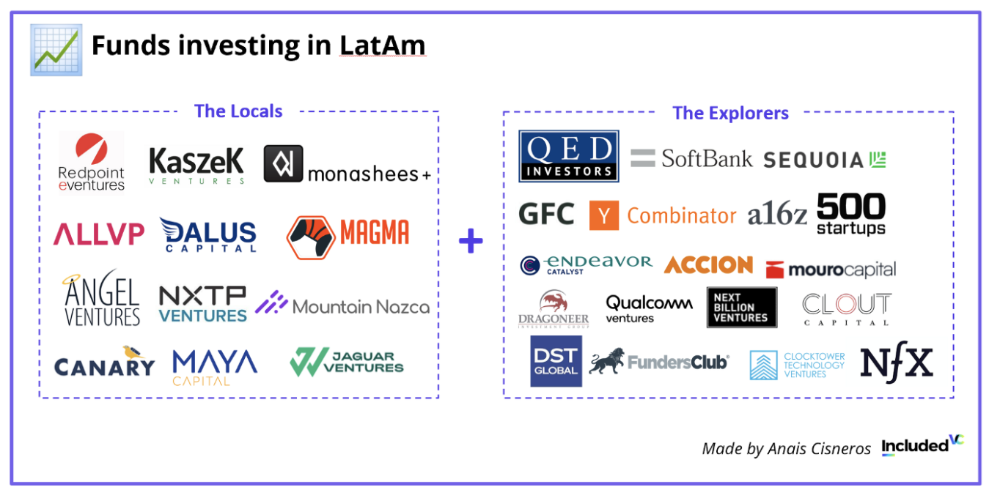 Funds investing in LatAm
The Locals
Redpoint
eventures
KaszeK
VENTURES
monashees +
ALLVP
DALUS
CAPITAL
MAGMA
ANGEL
VENTURES
NXTP
VENTURES
Mountain Nazca
CANARY
MAYA
CAPITAL
JAGUAR
VENTURES
+
The Explorers
QED
INVESTORS
SoftBank
SEQUOIA
GFC
Y Combinator
a16z
500
startups
enDeavor
CATALYST
ACCION
mourocapital
DRAGONEER
INVESTMENT GROUP
Qualcomm
ventures
NEXT
BILLION
VENTURES
CLOUT
CAPITAL
DST
GLOBAL
FundersClub®
CLOCKTOWER
TECHNOLOGY
VENTURES
NfX
Made by Anais Cisneros
IncludedVC